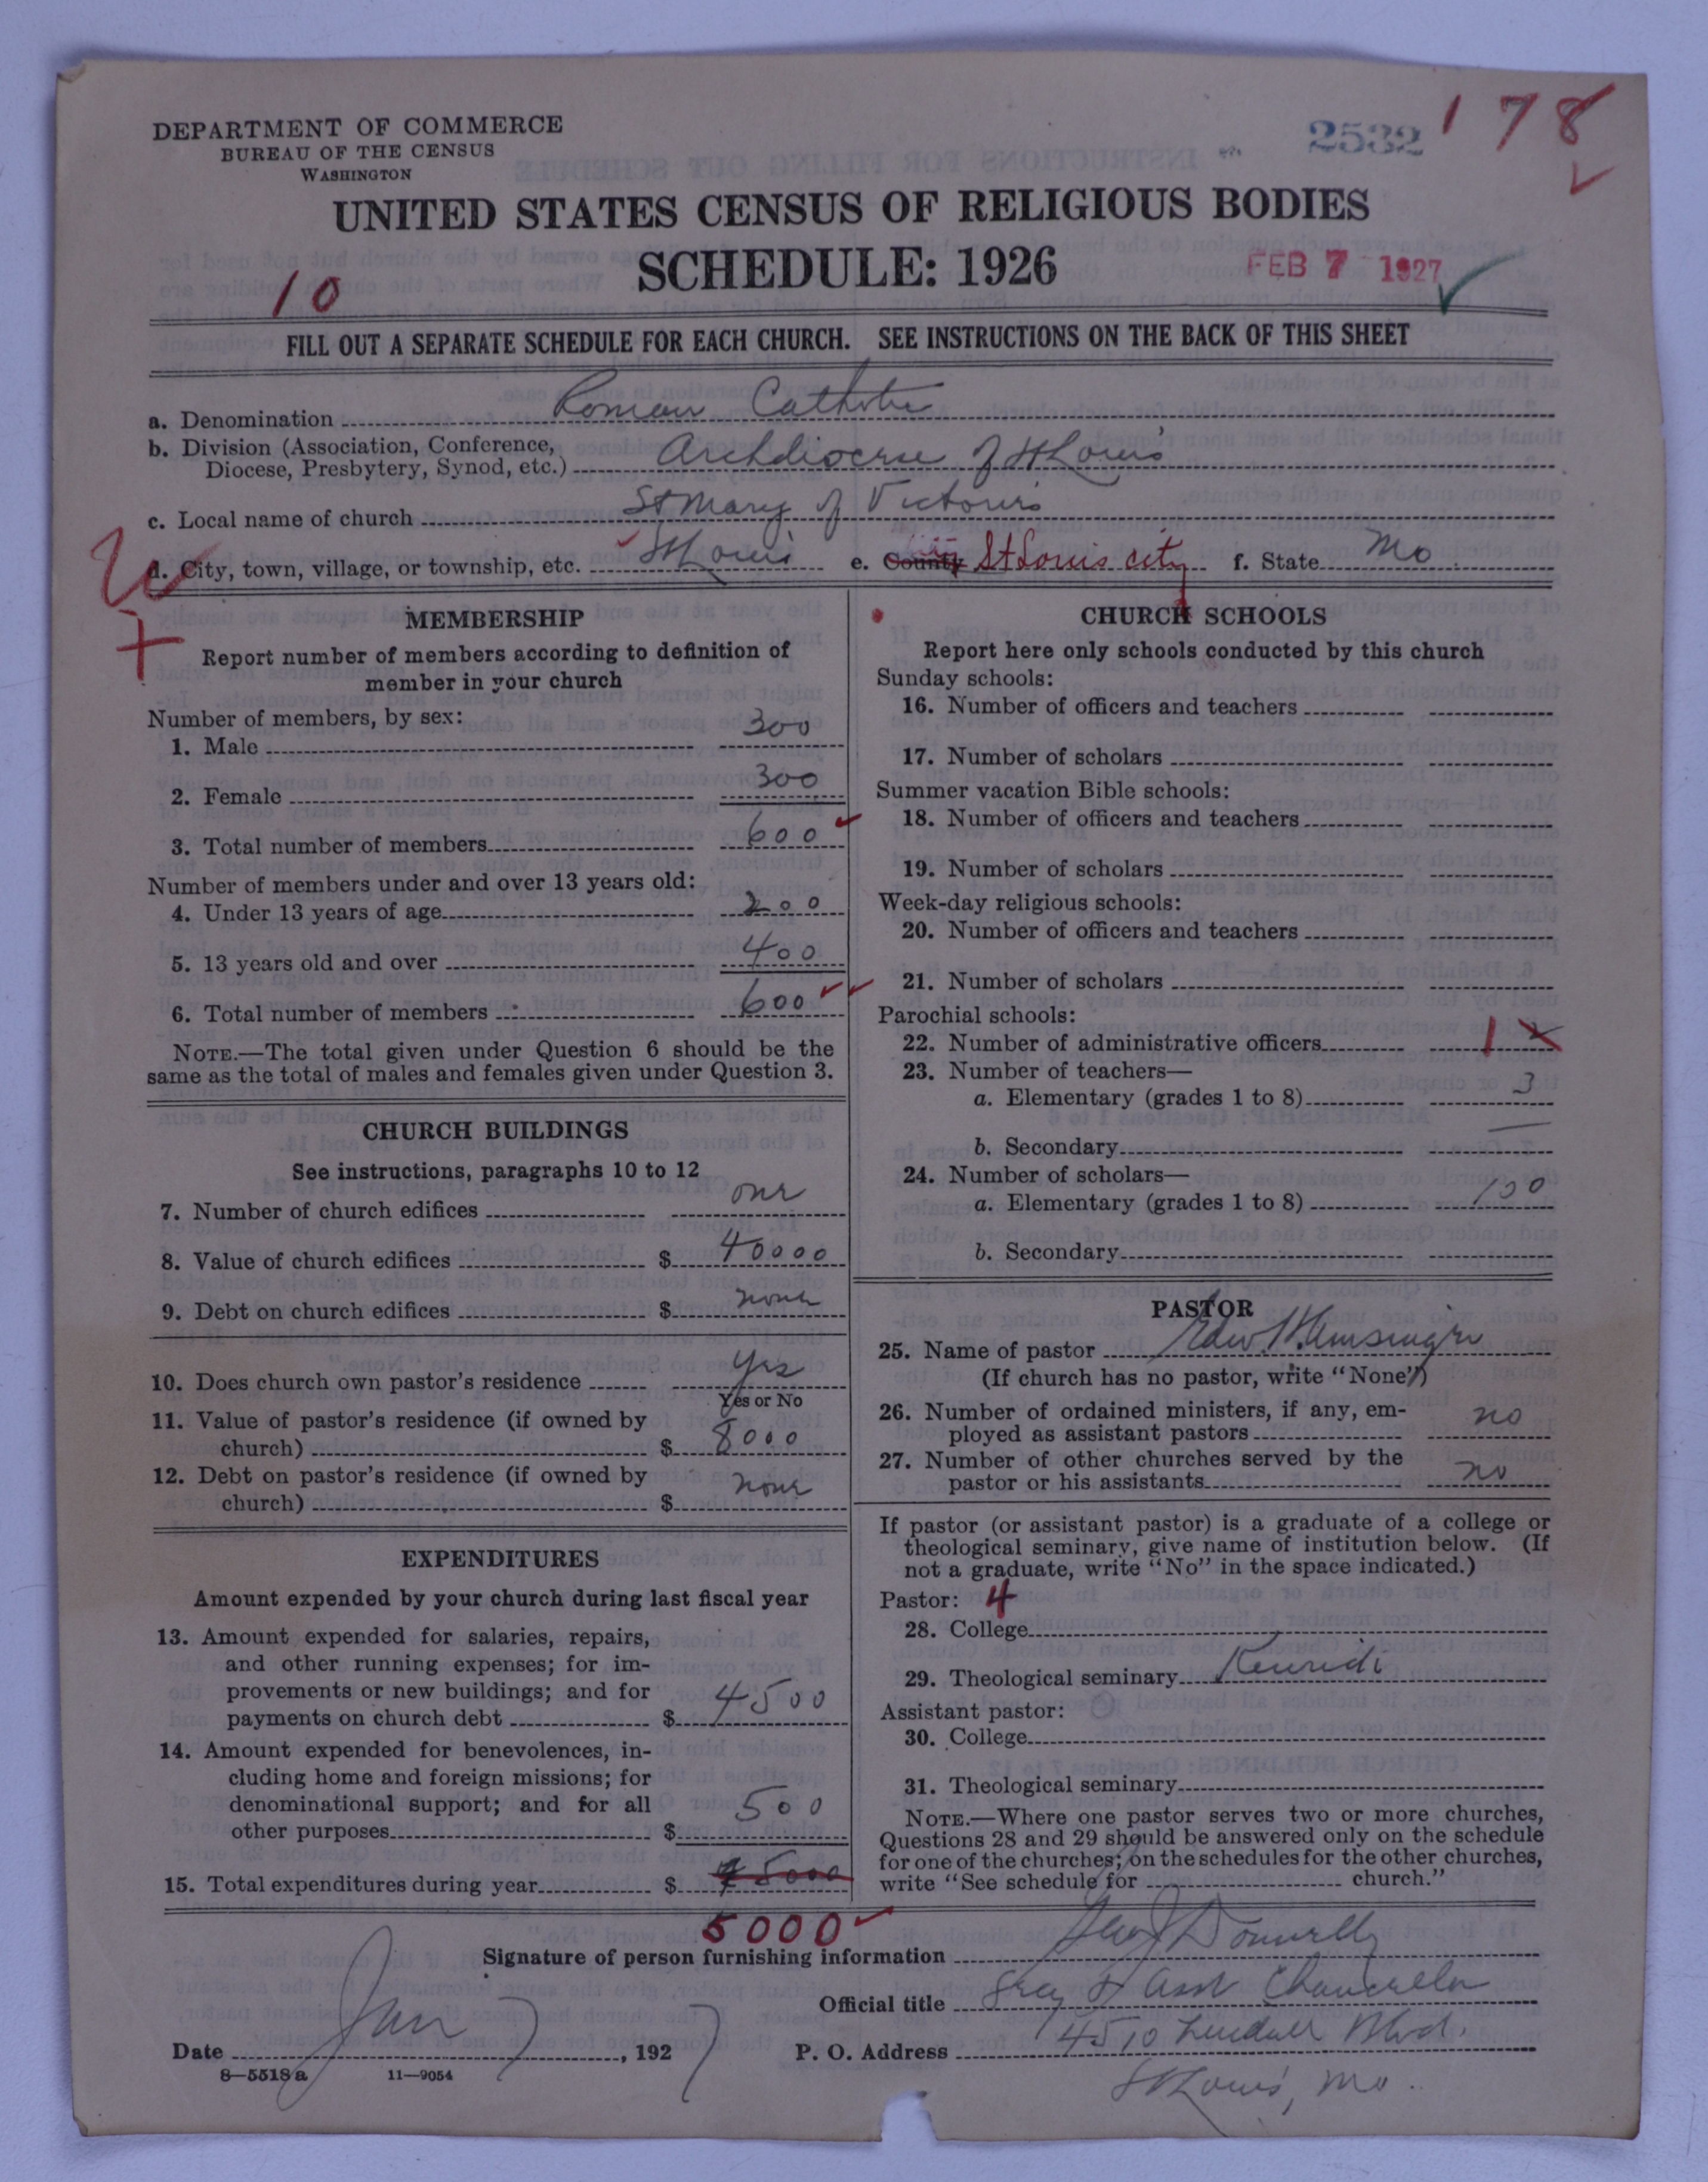 DEPARTMENT OF COMMERCE
BUREAU OF THE CENSUS
WASHINGTON
2532
178
UNITED STATES CENSUS OF RELIGIOUS BODIES
SCHEDULE: 1926
FEB 7 1927
10
FILL OUT A SEPARATE SCHEDULE FOR EACH CHURCH. SEE INSTRUCTIONS ON THE BACK OF THIS SHEET
a. Denomination Roman Catholic
b. Division (Association, Conference,
Diocese, Presbytery, Synod, etc.) Archdiocese of St Louis
c. Local name of church St Mary of Victories
d. City, town, village, or township, etc. St Louis e. County St Louis city f. State Mo
MEMBERSHIP
Report number of members according to definition of
member in your church
Number of members, by sex:
1. Male 300
2. Female 300
3. Total number of members 600
Number of members under and over 13 years old:
4. Under 13 years of age 200
5. 13 years old and over 400
6. Total number of members 600
NOTE.—The total given under Question 6 should be the
same as the total of males and females given under Question 3.
CHURCH BUILDINGS
See instructions, paragraphs 10 to 12
7. Number of church edifices one
8. Value of church edifices $ 40000
9. Debt on church edifices $ none
10. Does church own pastor's residence yes
Yes or No
11. Value of pastor's residence (if owned by
church) $ 8000
12. Debt on pastor's residence (if owned by
church) $ none
EXPENDITURES
Amount expended by your church during last fiscal year
13. Amount expended for salaries, repairs,
and other running expenses; for im-
provements or new buildings; and for
payments on church debt $ 4500
14. Amount expended for benevolences, in-
cluding home and foreign missions; for
denominational support; and for all
other purposes $ 500
15. Total expenditures during year $ 5000
5000
CHURCH SCHOOLS
Report here only schools conducted by this church
Sunday schools:
16. Number of officers and teachers
17. Number of scholars
Summer vacation Bible schools:
18. Number of officers and teachers
19. Number of scholars
Week-day religious schools:
20. Number of officers and teachers
21. Number of scholars
Parochial schools:
22. Number of administrative officers 1
23. Number of teachers—
a. Elementary (grades 1 to 8) 3
b. Secondary —
24. Number of scholars—
a. Elementary (grades 1 to 8) 100
b. Secondary
PASTOR
25. Name of pastor Edw.
(If church has no pastor, write "None")
26. Number of ordained ministers, if any, em-
ployed as assistant pastors no
27. Number of other churches served by the
pastor or his assistants no
If pastor (or assistant pastor) is a graduate of a college or
theological seminary, give name of institution below. (If
not a graduate, write "No" in the space indicated.)
Pastor: 4
28. College
29. Theological seminary Kenrick
Assistant pastor:
30. College
31. Theological seminary
NOTE.—Where one pastor serves two or more churches,
Questions 28 and 29 should be answered only on the schedule
for one of the churches; on the schedules for the other churches,
write "See schedule for church."
Signature of person furnishing information Donnelly
Official title Secy & Asst Chancellor
Date Jan 7, 1927 P. O. Address 4510 Lindell Blvd.
St Louis, Mo.
8—5518a 11—9054